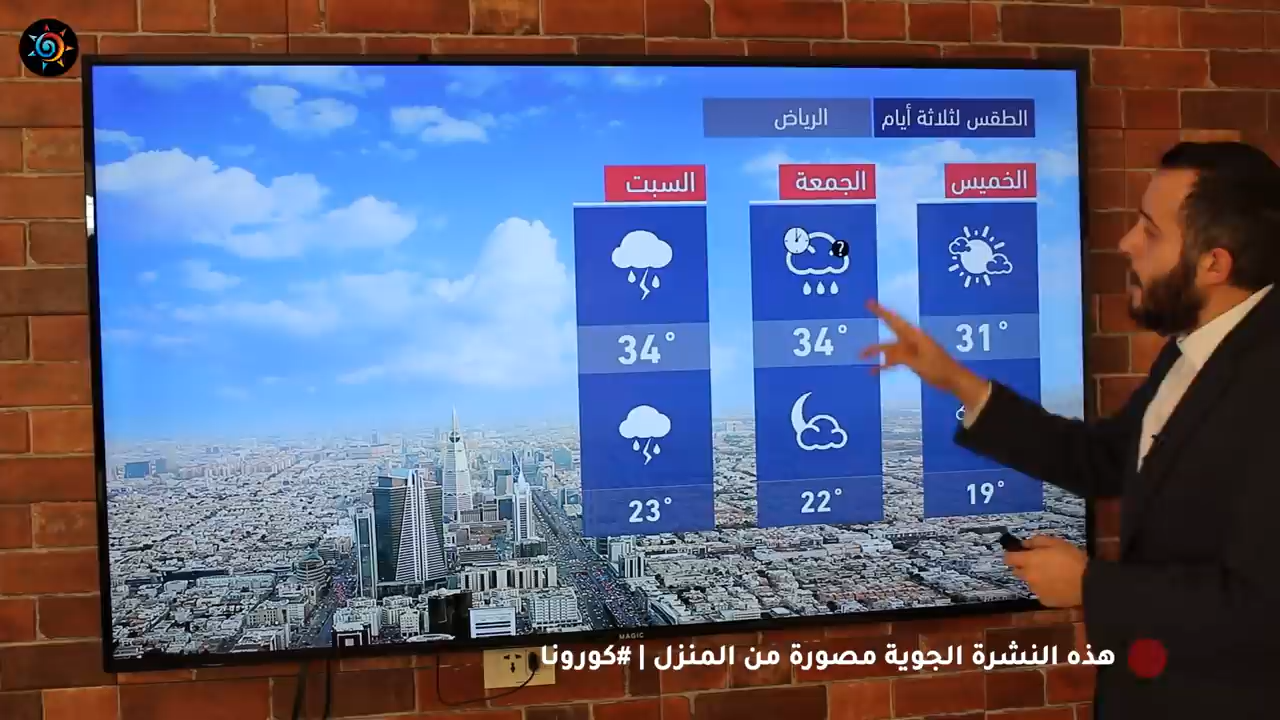 الطقس لثلاثة أيام
الرياض
الخميس
الجمعة
السبت
?
31°
34°
34°
19°
22°
23°
MAGIC
هذه النشرة الجوية مصورة من المنزل | #كورونا